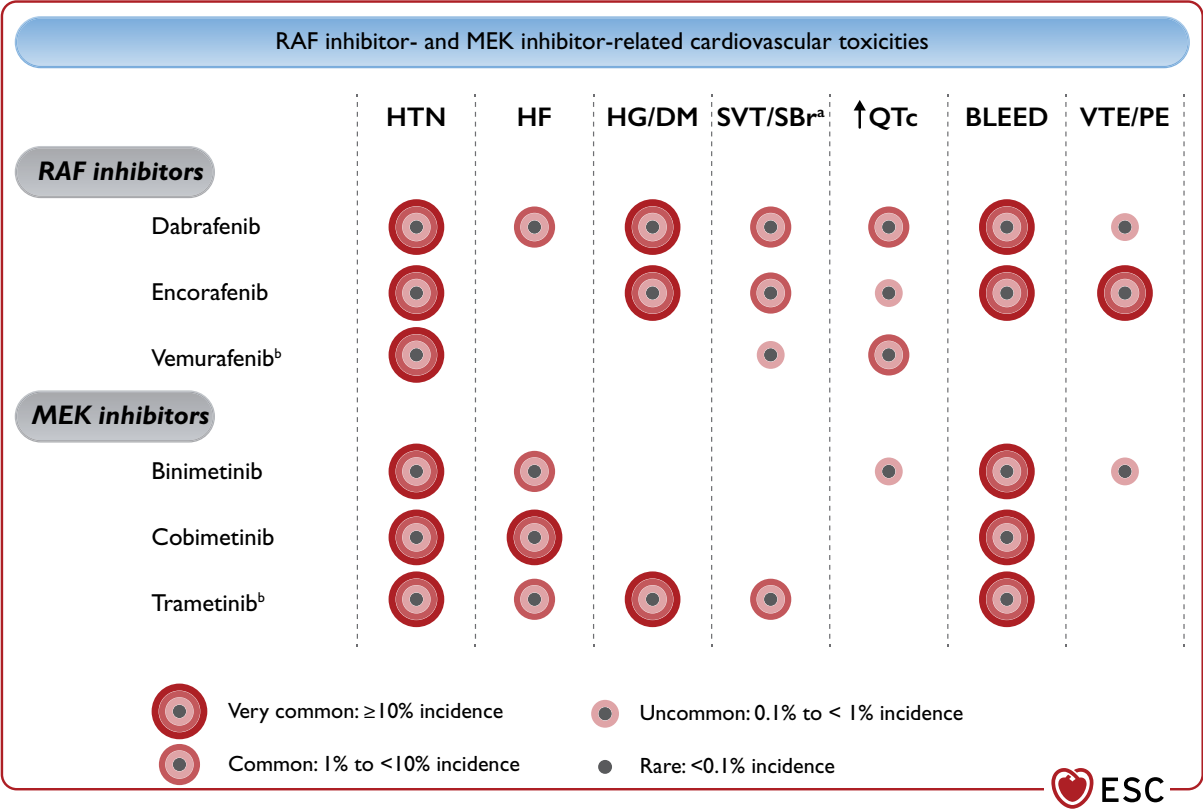 RAF inhibitor- and MEK inhibitor-related cardiovascular toxicities
HTN HF HG/DM SVT/SBrᵃ ↑QTc BLEED VTE/PE
RAF inhibitors
Dabrafenib
Encorafenib
Vemurafenibᵇ
MEK inhibitors
Binimetinib
Cobimetinib
Trametinibᵇ
Very common: ≥10% incidence
Uncommon: 0.1% to < 1% incidence
Common: 1% to <10% incidence
Rare: <0.1% incidence
ESC